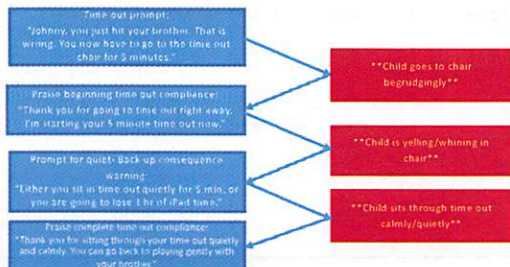 Time out prompt:
"Johnny, you just hit your brother. That is
wrong. You now have to go to the time out
chair for 5 minutes."
**Child goes to chair
begrudgingly**
Praise beginning time out compliance:
"Thank you for going to time out right away.
I'm starting your 5 minute time out now."
**Child is yelling/whining in
chair**
Prompt for quiet- Back up consequence
warning:
"Either you sit in time out quietly for 5 min, or
you are going to lose 1 hr of iPad time."
**Child sits through time out
calmly/quietly**
Praise complete time out compliance:
"Thank you for sitting through your time out quietly
and calmly. You can go back to playing gently with
your brother"